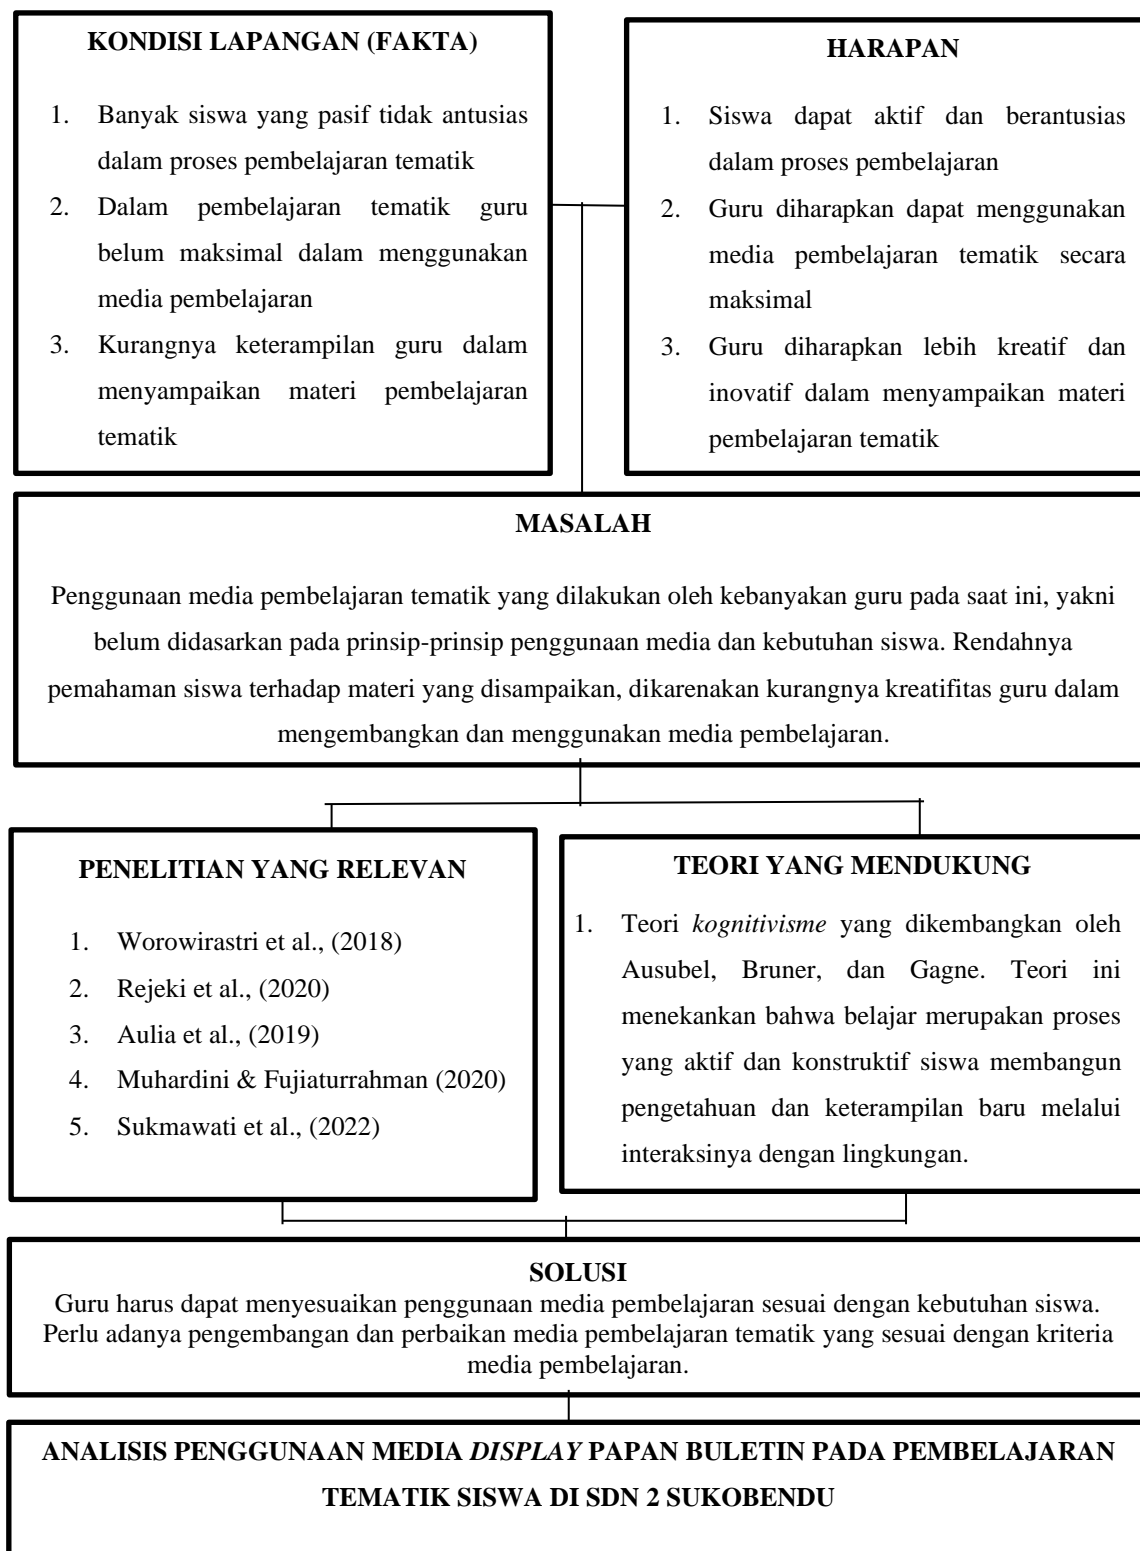 KONDISI LAPANGAN (FAKTA)
1. Banyak siswa yang pasif tidak antusias
dalam proses pembelajaran tematik
2. Dalam pembelajaran tematik guru
belum maksimal dalam menggunakan
media pembelajaran
3. Kurangnya keterampilan guru dalam
menyampaikan materi pembelajaran
tematik
HARAPAN
1. Siswa dapat aktif dan berantusias
dalam proses pembelajaran
2. Guru diharapkan dapat menggunakan
media pembelajaran tematik secara
maksimal
3. Guru diharapkan lebih kreatif dan
inovatif dalam menyampaikan materi
pembelajaran tematik
MASALAH
Penggunaan media pembelajaran tematik yang dilakukan oleh kebanyakan guru pada saat ini, yakni
belum didasarkan pada prinsip-prinsip penggunaan media dan kebutuhan siswa. Rendahnya
pemahaman siswa terhadap materi yang disampaikan, dikarenakan kurangnya kreatifitas guru dalam
mengembangkan dan menggunakan media pembelajaran.
PENELITIAN YANG RELEVAN
1. Worowirastri et al., (2018)
2. Rejeki et al., (2020)
3. Aulia et al., (2019)
4. Muhardini & Fujiaturrahman (2020)
5. Sukmawati et al., (2022)
TEORI YANG MENDUKUNG
1. Teori kognitivisme yang dikembangkan oleh
Ausubel, Bruner, dan Gagne. Teori ini
menekankan bahwa belajar merupakan proses
yang aktif dan konstruktif siswa membangun
pengetahuan dan keterampilan baru melalui
interaksinya dengan lingkungan.
SOLUSI
Guru harus dapat menyesuaikan penggunaan media pembelajaran sesuai dengan kebutuhan siswa.
Perlu adanya pengembangan dan perbaikan media pembelajaran tematik yang sesuai dengan kriteria
media pembelajaran.
ANALISIS PENGGUNAAN MEDIA DISPLAY PAPAN BULETIN PADA PEMBELAJARAN
TEMATIK SISWA DI SDN 2 SUKOBENDU